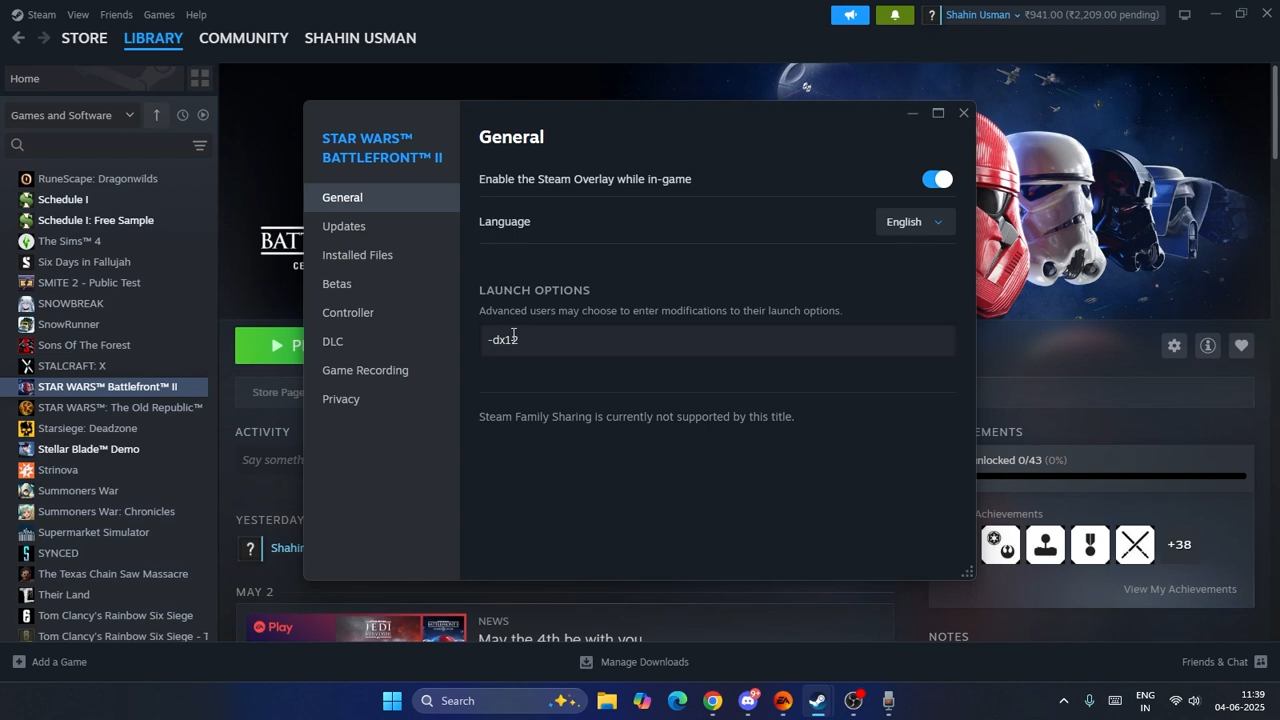 Steam View Friends Games Help
? Shahin Usman ₹941.00 (₹2,209.00 pending)
STORE LIBRARY COMMUNITY SHAHIN USMAN
Home
Games and Software
RuneScape: Dragonwilds
Schedule I
Schedule I: Free Sample
The Sims™ 4
Six Days in Fallujah
SMITE 2 - Public Test
SNOWBREAK
SnowRunner
Sons Of The Forest
STALCRAFT: X
STAR WARS™ Battlefront™ II
STAR WARS™: The Old Republic™
Starsiege: Deadzone
Stellar Blade™ Demo
Strinova
Summoners War
Summoners War: Chronicles
Supermarket Simulator
SYNCED
The Texas Chain Saw Massacre
Their Land
Tom Clancy's Rainbow Six Siege
Tom Clancy's Rainbow Six Siege - T
Add a Game
STAR WARS™
BATTLEFRONT™ II
General
Updates
Installed Files
Betas
Controller
DLC
Game Recording
Privacy
General
Enable the Steam Overlay while in-game
Language English
LAUNCH OPTIONS
Advanced users may choose to enter modifications to their launch options.
-dx12
Steam Family Sharing is currently not supported by this title.
Store Page
ACTIVITY
Say someth
YESTERDAY
? Shahin
MAY 2
EA Play
JEDI
NEWS
May the 4th be with you
nlocked 0/43 (0%)
Achievements
+38
View My Achievements
NOTES
Manage Downloads
Friends & Chat
Search
9+
EA
ENG
IN
11:39
04-06-2025